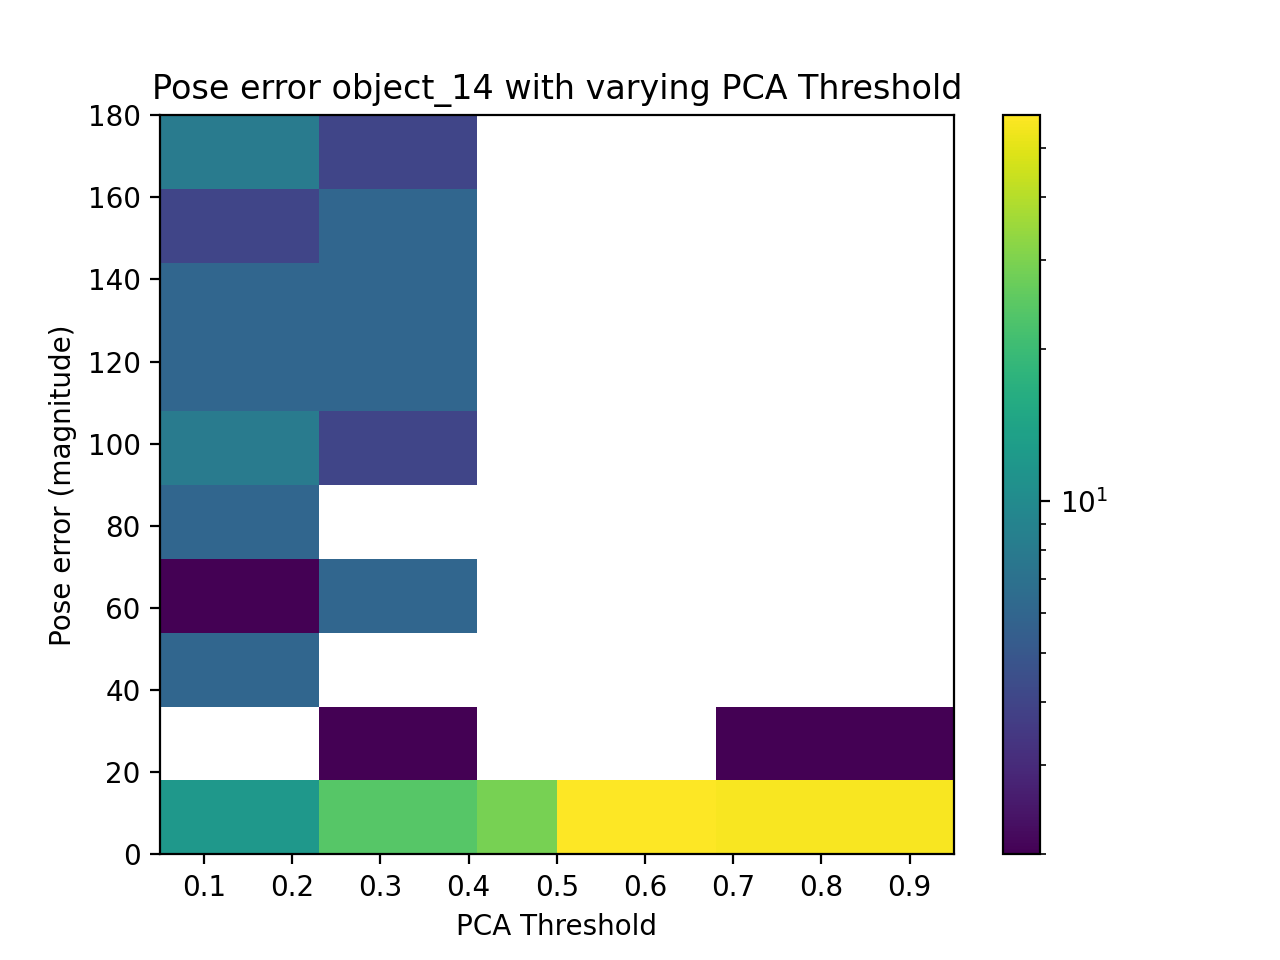 Pose error object_14 with varying PCA Threshold
180
160
140
120
100
80
60
40
20
0
Pose error (magnitude)
0.1 0.2 0.3 0.4 0.5 0.6 0.7 0.8 0.9
PCA Threshold
10¹